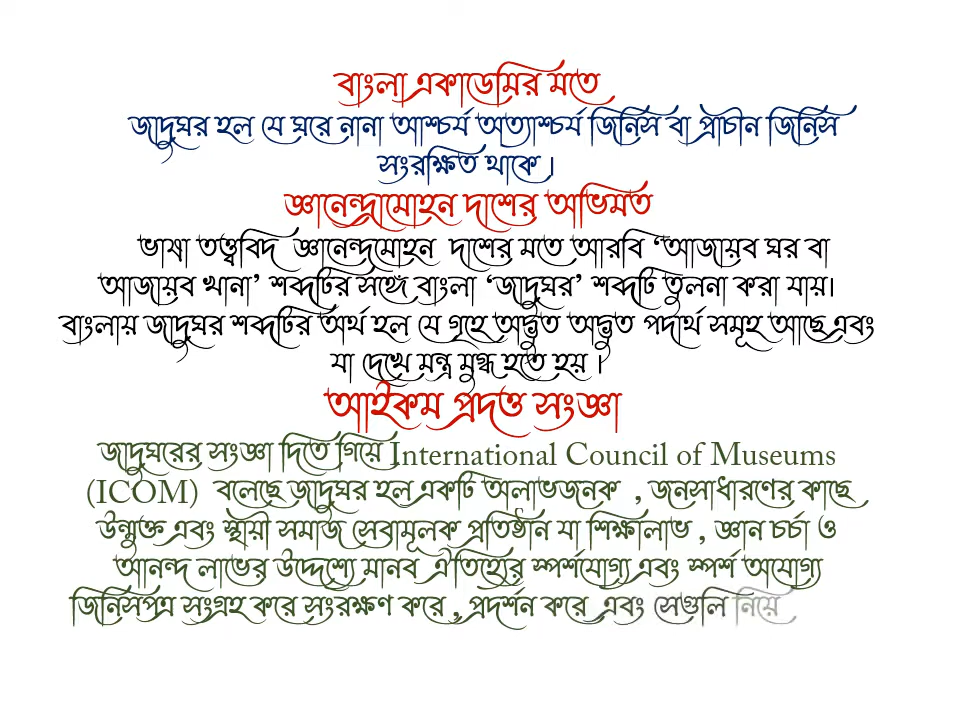 বাংলা একাডেমির মতে
জাদুঘর হল যে ঘরে নানা আশ্চর্য অত্যাশ্চর্য জিনিস বা প্রাচীন জিনিস
সংরক্ষিত থাকে ।
জ্ঞানেন্দ্রামোহন দাশের অভিমত
ভাষা তত্ত্ববিদ জ্ঞানেন্দ্রমোহন দাশের মতে আরবি ‘আজায়ব ঘর বা
আজায়ব খানা’ শব্দটির সঙ্গে বাংলা ‘জাদুঘর’ শব্দটি তুলনা করা যায়।
বাংলায় জাদুঘর শব্দটির অর্থ হল যে গৃহে অদ্ভুত অদ্ভুত পদার্থ সমূহ আছে এবং
যা দেখে মন্ত্র মুগ্ধ হতে হয় ।
আইকম প্রদত্ত সংজ্ঞা
জাদুঘরের সংজ্ঞা দিতে গিয়ে International Council of Museums
(ICOM) বলেছে জাদুঘর হল একটি অলাভজনক , জনসাধারণের কাছে
উন্মুক্ত এবং স্থায়ী সমাজ সেবামূলক প্রতিষ্ঠান যা শিক্ষালাভ , জ্ঞান চর্চা ও
আনন্দ লাভের উদ্দেশ্যে মানব ঐতিহ্যের স্পর্শযোগ্য এবং স্পর্শ অযোগ্য
জিনিসপত্র সংগ্রহ করে সংরক্ষণ করে , প্রদর্শন করে এবং সেগুলি নিয়ে